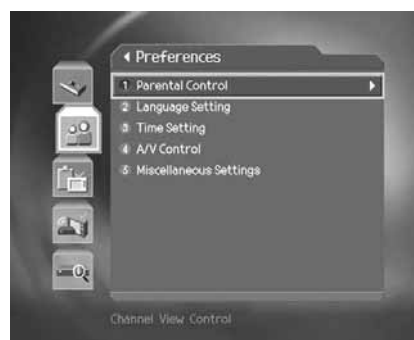 Preferences
1 Parental Control
2 Language Setting
3 Time Setting
4 A/V Control
5 Miscellaneous Settings
Channel View Control